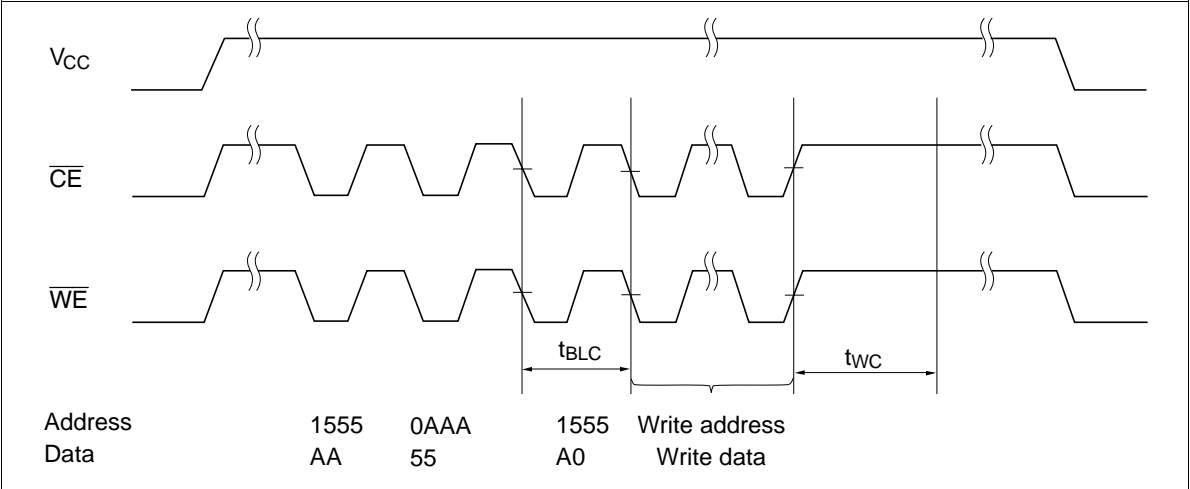 VCC
CE
WE
tBLC
tWC
Address 1555 0AAA 1555 Write address
Data AA 55 A0 Write data